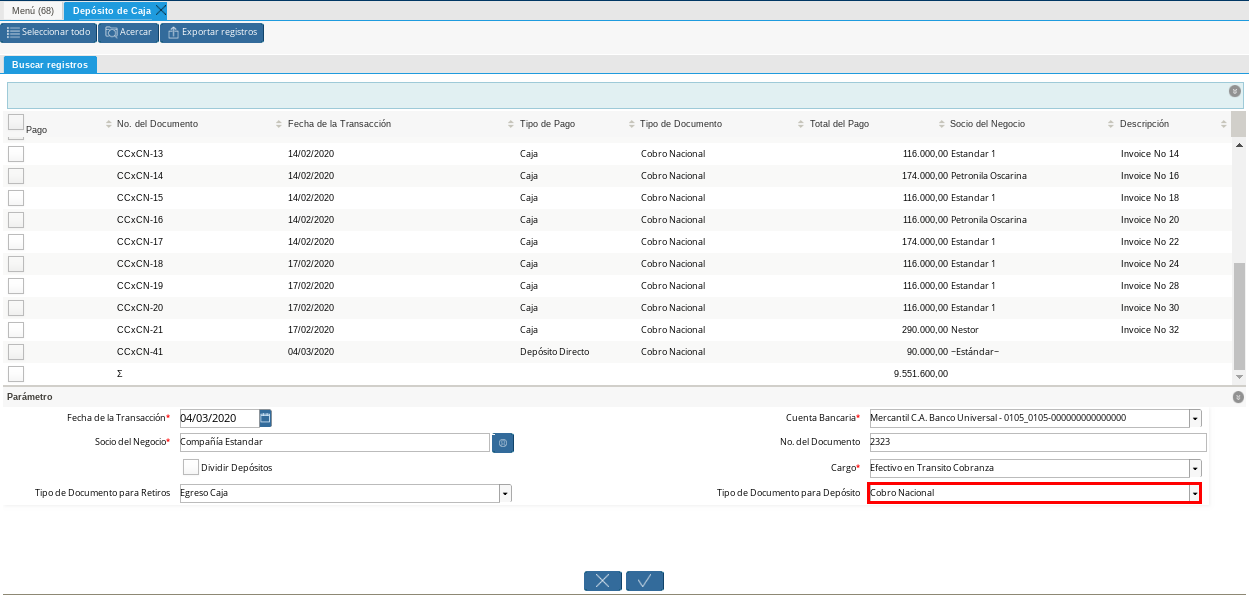 Menú (68) Depósito de Caja
Seleccionar todo Acercar Exportar registros
Buscar registros
Pago No. del Documento Fecha de la Transacción Tipo de Pago Tipo de Documento Total del Pago Socio del Negocio Descripción
CCxCN-13 14/02/2020 Caja Cobro Nacional 116.000,00 Estandar 1 Invoice No 14
CCxCN-14 14/02/2020 Caja Cobro Nacional 174.000,00 Petronila Oscarina Invoice No 16
CCxCN-15 14/02/2020 Caja Cobro Nacional 116.000,00 Estandar 1 Invoice No 18
CCxCN-16 14/02/2020 Caja Cobro Nacional 116.000,00 Petronila Oscarina Invoice No 20
CCxCN-17 14/02/2020 Caja Cobro Nacional 174.000,00 Estandar 1 Invoice No 22
CCxCN-18 17/02/2020 Caja Cobro Nacional 116.000,00 Estandar 1 Invoice No 24
CCxCN-19 17/02/2020 Caja Cobro Nacional 116.000,00 Estandar 1 Invoice No 28
CCxCN-20 17/02/2020 Caja Cobro Nacional 116.000,00 Estandar 1 Invoice No 30
CCxCN-21 17/02/2020 Caja Cobro Nacional 290.000,00 Nestor Invoice No 32
CCxCN-41 04/03/2020 Depósito Directo Cobro Nacional 90.000,00 ~Estándar~
Σ 9.551.600,00
Parámetro
Fecha de la Transacción* 04/03/2020 Cuenta Bancaria* Mercantil C.A. Banco Universal - 0105_0105-000000000000000
Socio del Negocio* Compañía Estandar No. del Documento 2323
Dividir Depósitos Cargo* Efectivo en Transito Cobranza
Tipo de Documento para Retiros Egreso Caja Tipo de Documento para Depósito Cobro Nacional